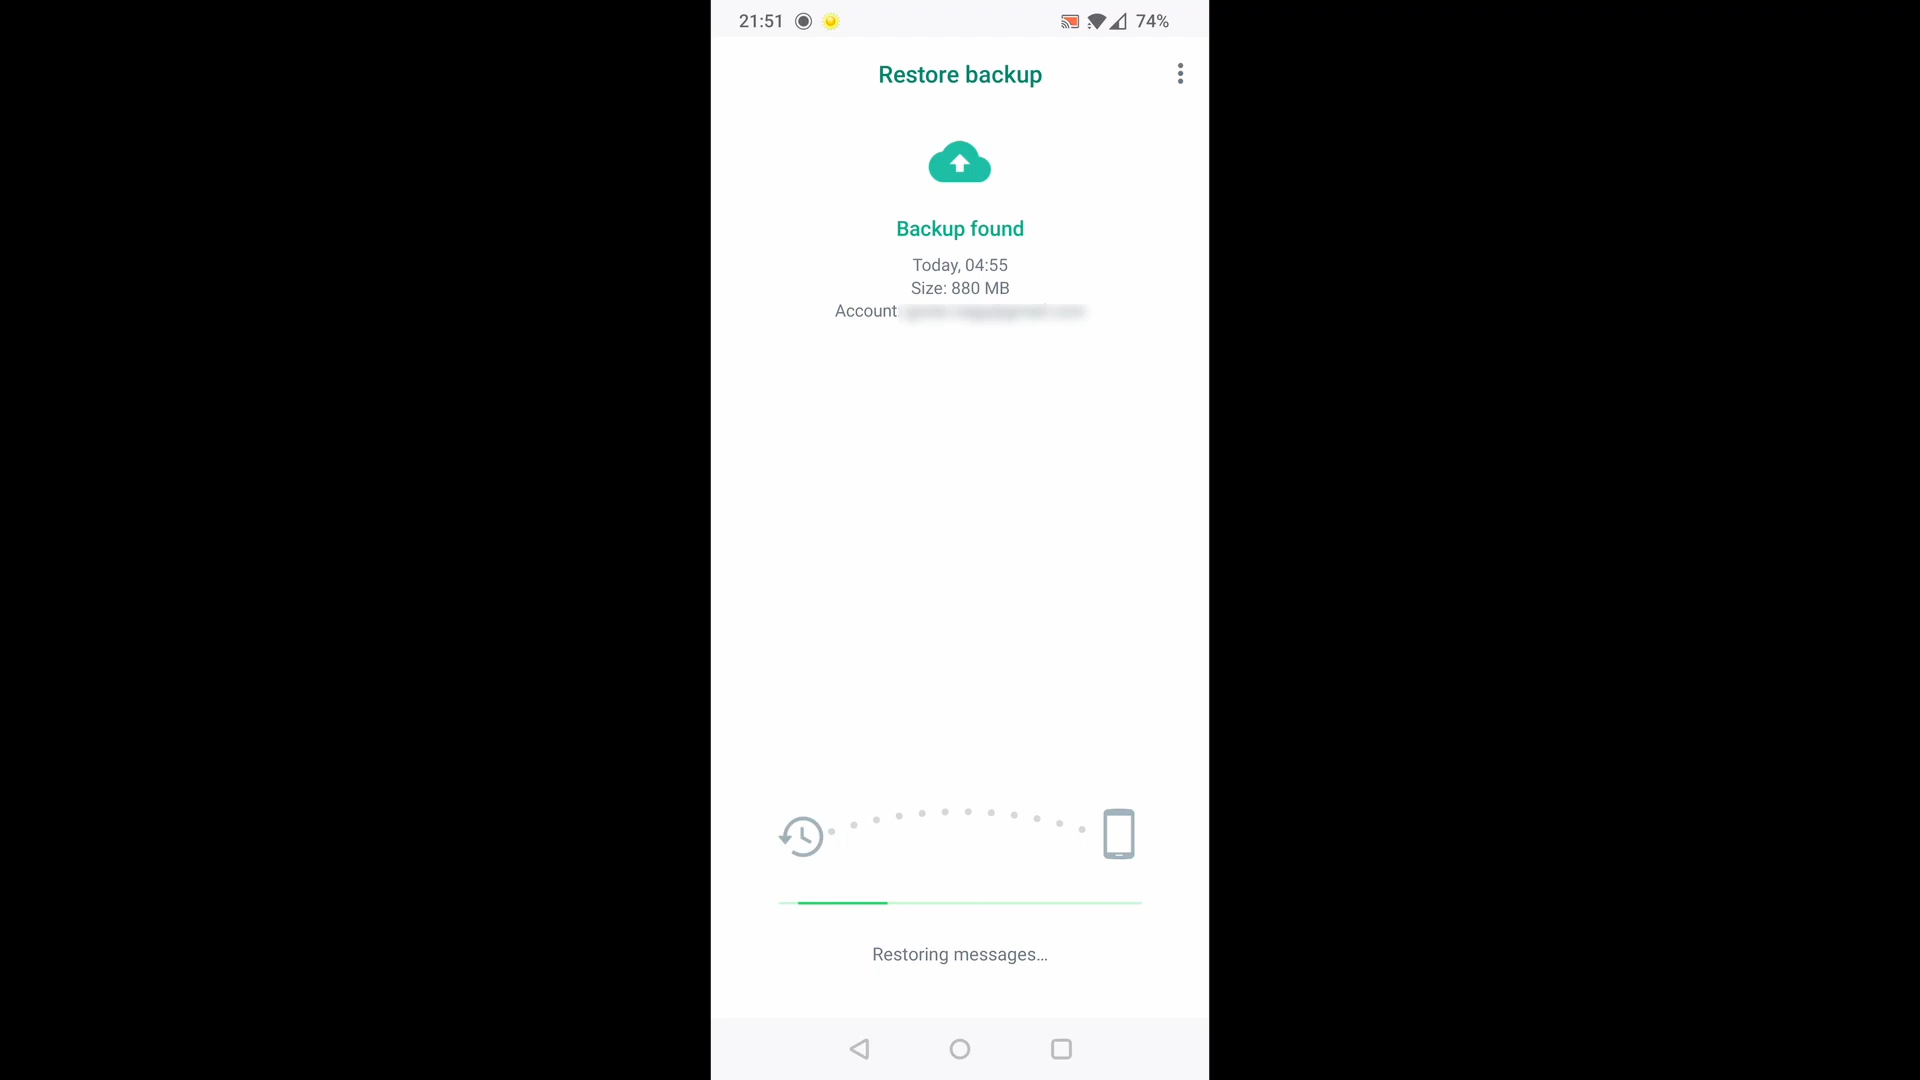 21:51 74%
Restore backup
Backup found
Today, 04:55
Size: 880 MB
Account
Restoring messages…